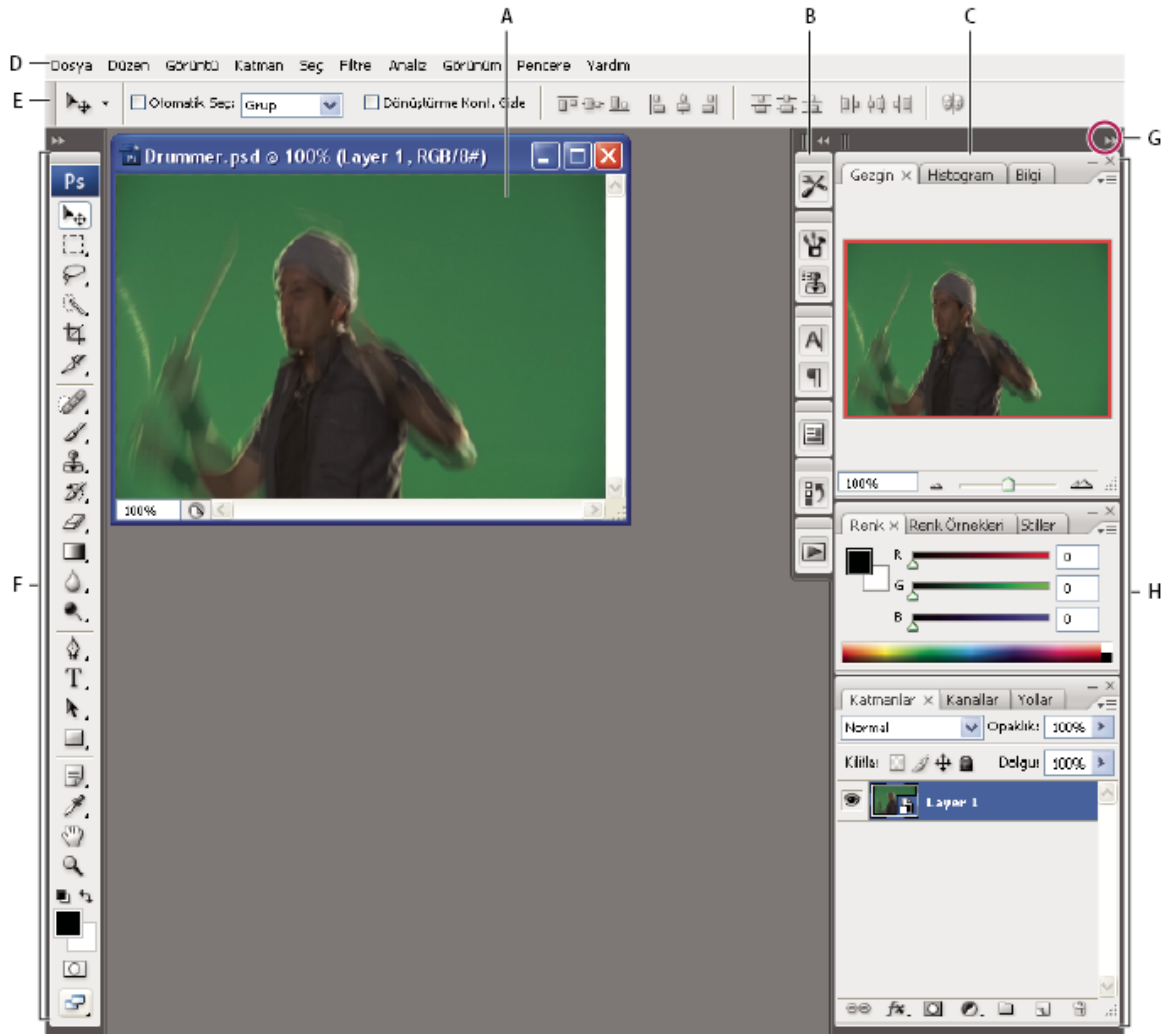 A B C
D Dosya Düzen Görüntü Katman Seç Filtre Analiz Görünüm Pencere Yardım
E Otomatik Seç: Grup Dönüştürme Kont. Gizle
G
Drummer.psd @ 100% (Layer 1, RGB/8#)
Ps
Gezgin Histogram Bilgi
100%
100%
Renk Renk Örnekleri Stiller
R 0
F
G 0
H
B 0
T
Katmanlar Kanallar Yollar
Normal Opaklık: 100%
Kilitle: Dolgu: 100%
Layer 1
fx.